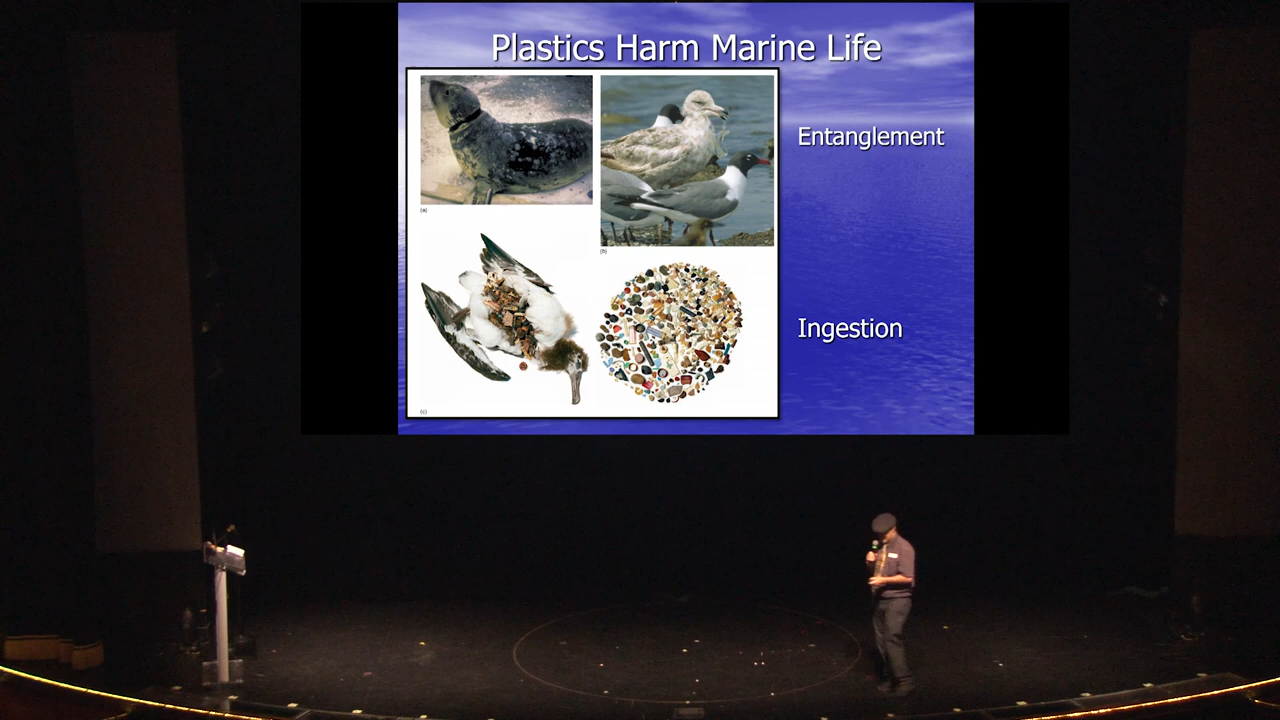 Plastics Harm Marine Life
Entanglement
(a)
(b)
Ingestion
(c)